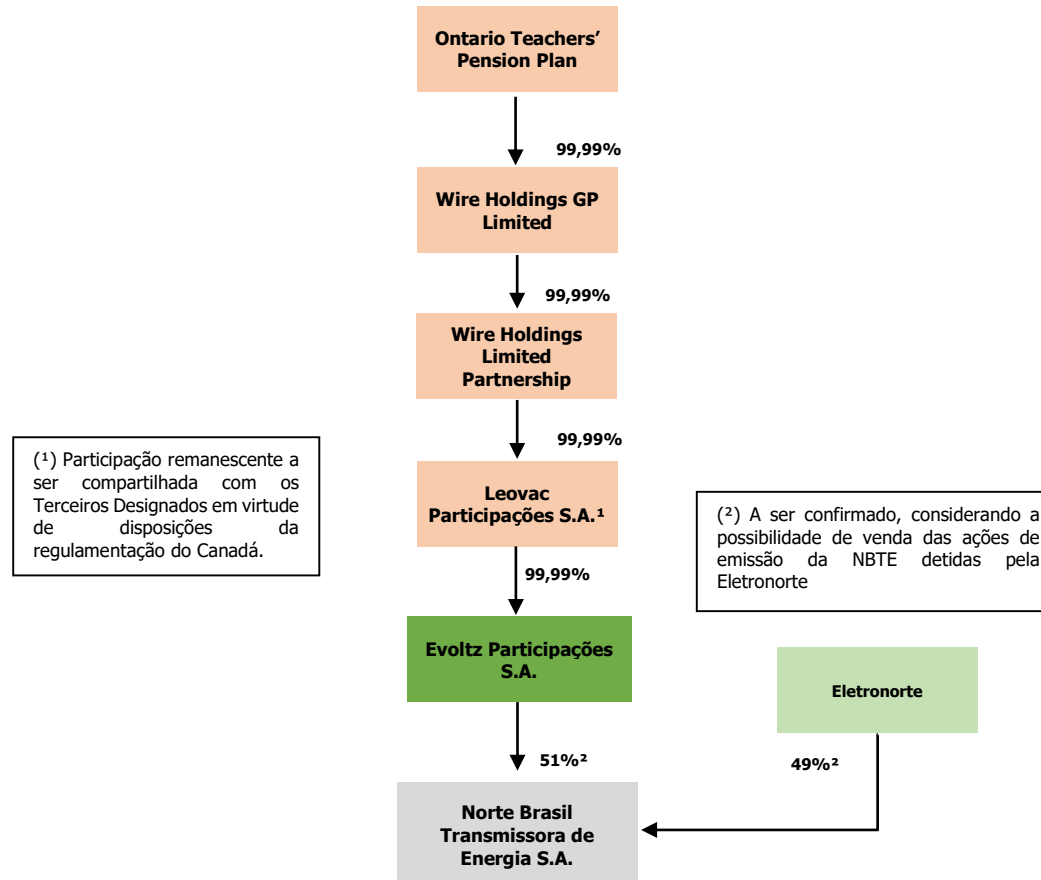 Ontario Teachers’
Pension Plan
99,99%
Wire Holdings GP
Limited
99,99%
Wire Holdings
Limited
Partnership
99,99%
(¹) Participação remanescente a
ser compartilhada com os
Terceiros Designados em virtude
de disposições da
regulamentação do Canadá.
Leovac
Participações S.A.¹
(²) A ser confirmado, considerando a
possibilidade de venda das ações de
emissão da NBTE detidas pela
Eletronorte
99,99%
Evoltz Participações
S.A.
Eletronorte
51%²
49%²
Norte Brasil
Transmissora de
Energia S.A.